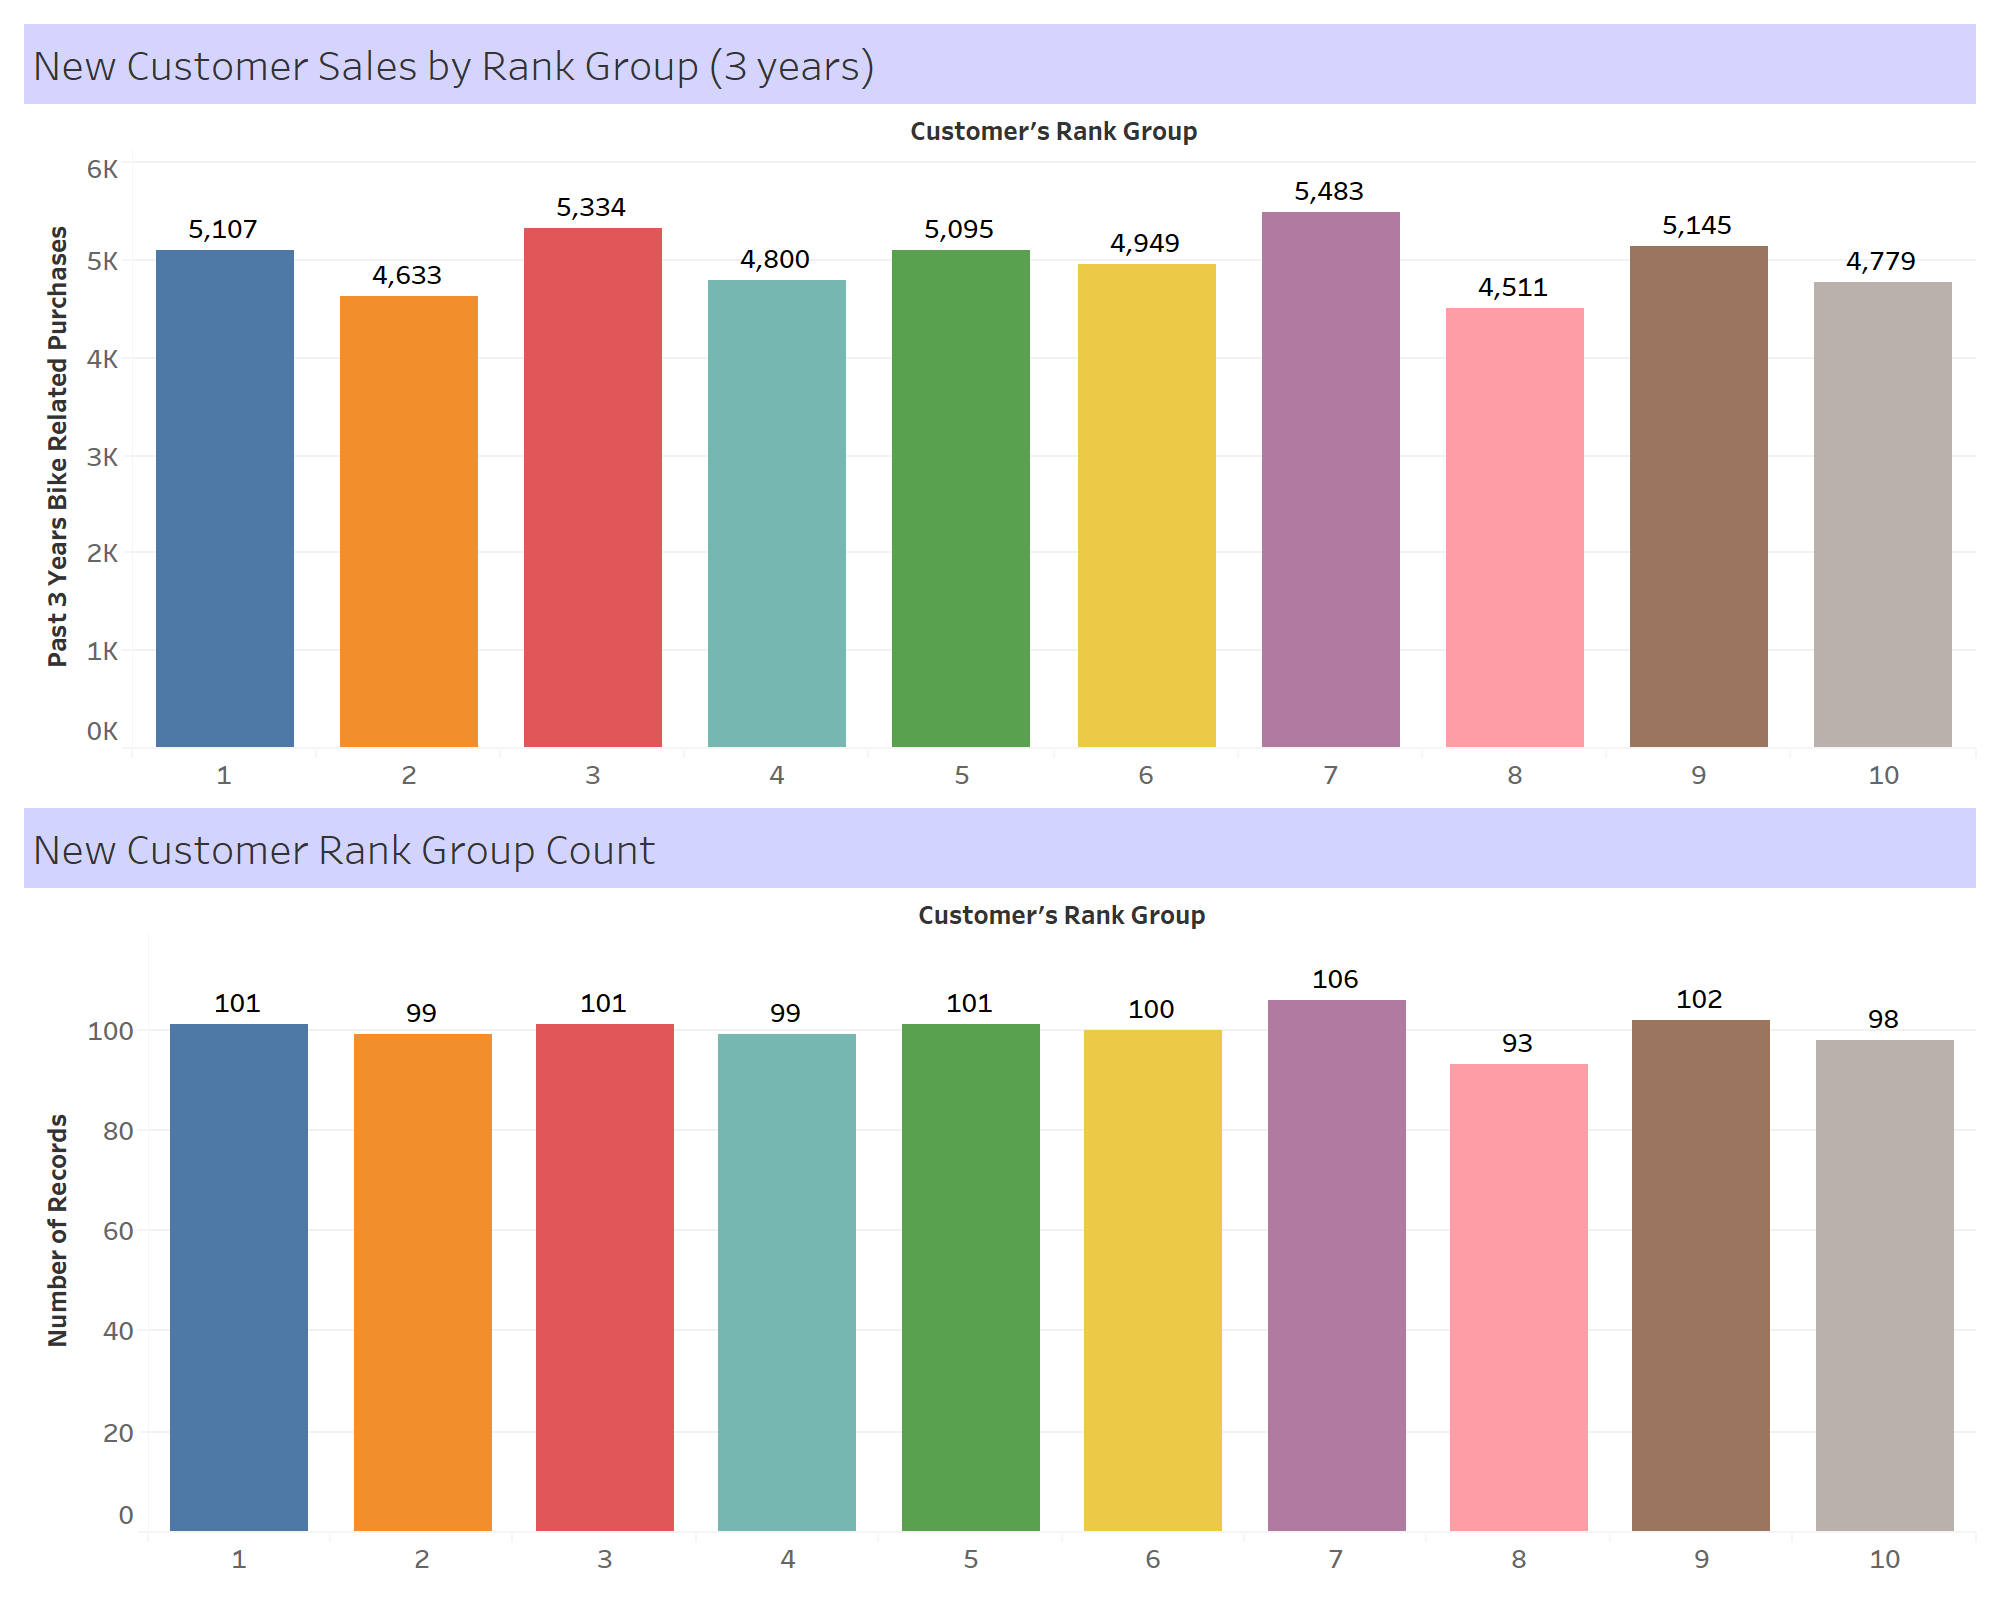 New Customer Sales by Rank Group (3 years)
Customer's Rank Group
Past 3 Years Bike Related Purchases
6K
5K
4K
3K
2K
1K
0K
5,107
4,633
5,334
4,800
5,095
4,949
5,483
4,511
5,145
4,779
1 2 3 4 5 6 7 8 9 10
New Customer Rank Group Count
Customer's Rank Group
Number of Records
100
80
60
40
20
0
101
99
101
99
101
100
106
93
102
98
1 2 3 4 5 6 7 8 9 10